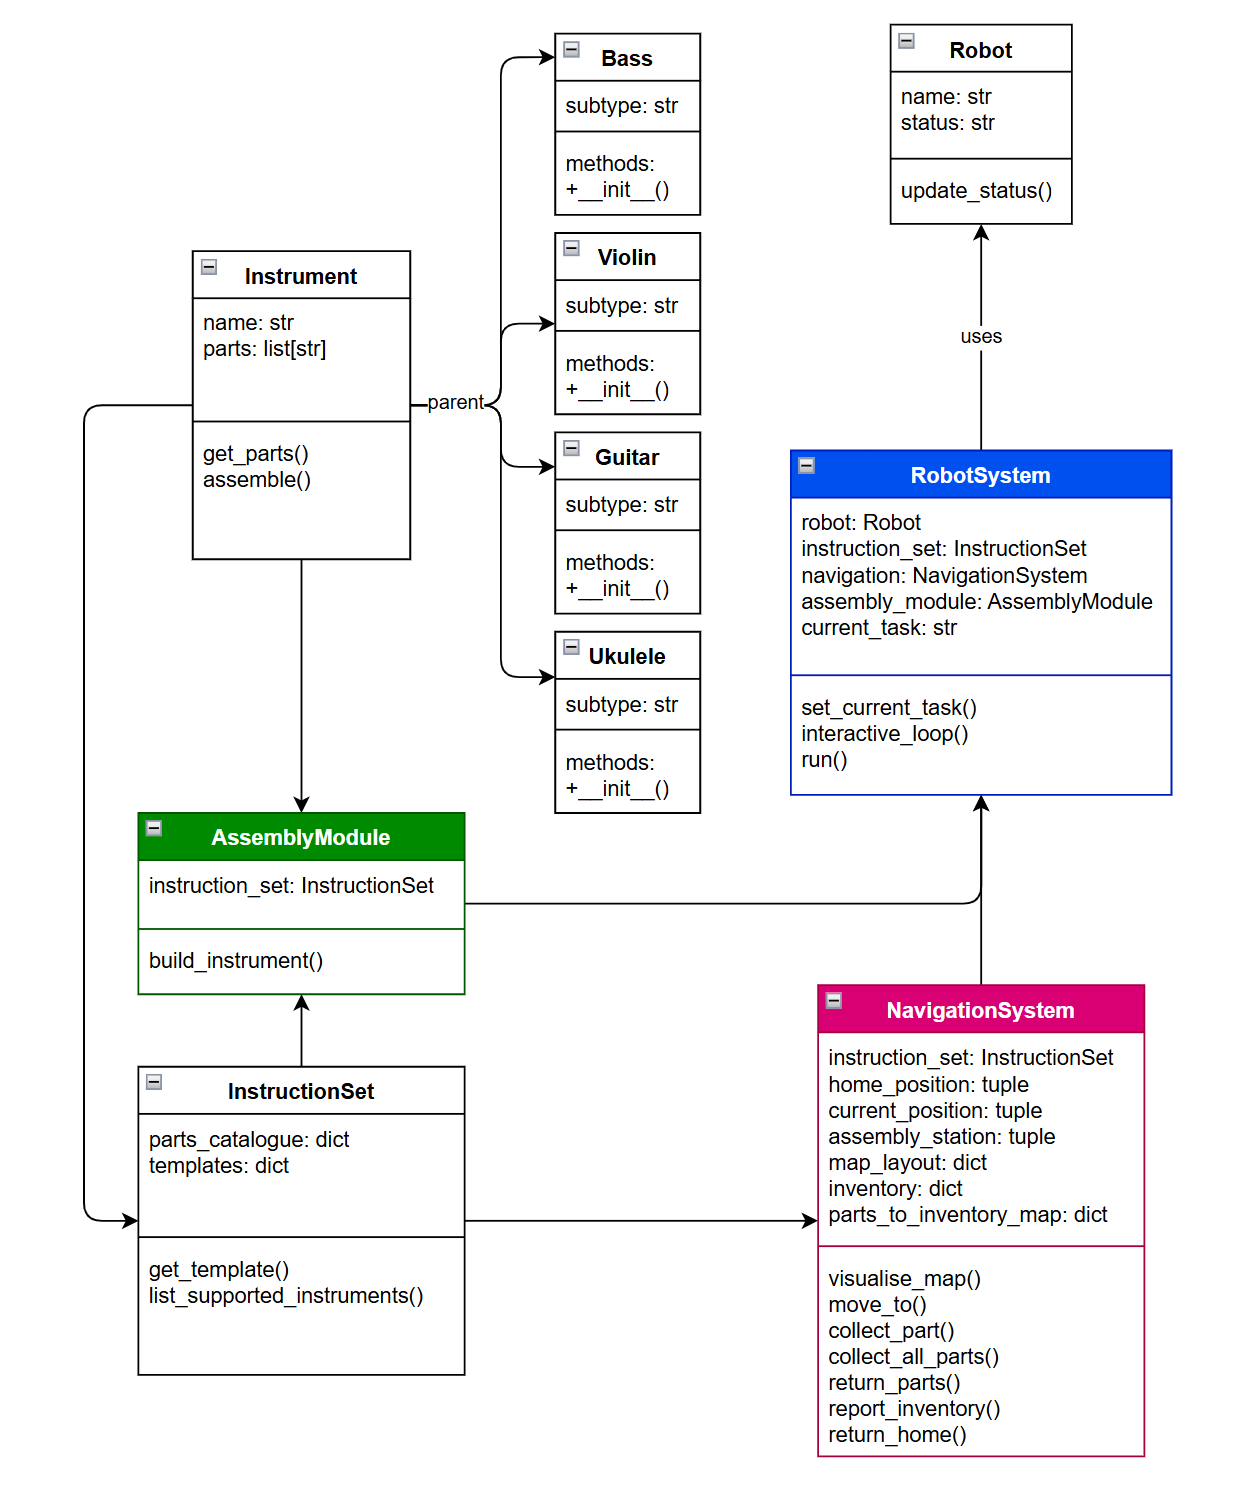 Bass
subtype: str
methods:
+__init__()
Violin
subtype: str
methods:
+__init__()
Guitar
subtype: str
methods:
+__init__()
Ukulele
subtype: str
methods:
+__init__()
Robot
name: str
status: str
update_status()
uses
Instrument
name: str
parts: list[str]
get_parts()
assemble()
parent
RobotSystem
robot: Robot
instruction_set: InstructionSet
navigation: NavigationSystem
assembly_module: AssemblyModule
current_task: str
set_current_task()
interactive_loop()
run()
AssemblyModule
instruction_set: InstructionSet
build_instrument()
InstructionSet
parts_catalogue: dict
templates: dict
get_template()
list_supported_instruments()
NavigationSystem
instruction_set: InstructionSet
home_position: tuple
current_position: tuple
assembly_station: tuple
map_layout: dict
inventory: dict
parts_to_inventory_map: dict
visualise_map()
move_to()
collect_part()
collect_all_parts()
return_parts()
report_inventory()
return_home()